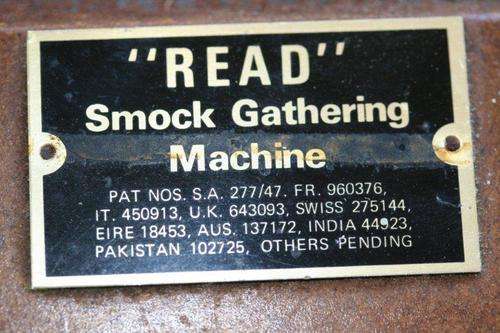 "READ"
Smock Gathering
Machine
PAT NOS. S.A. 277/47. FR. 960376,
IT. 450913, U.K. 643093, SWISS 275144,
EIRE 18453, AUS. 137172, INDIA 44923,
PAKISTAN 102725, OTHERS PENDING